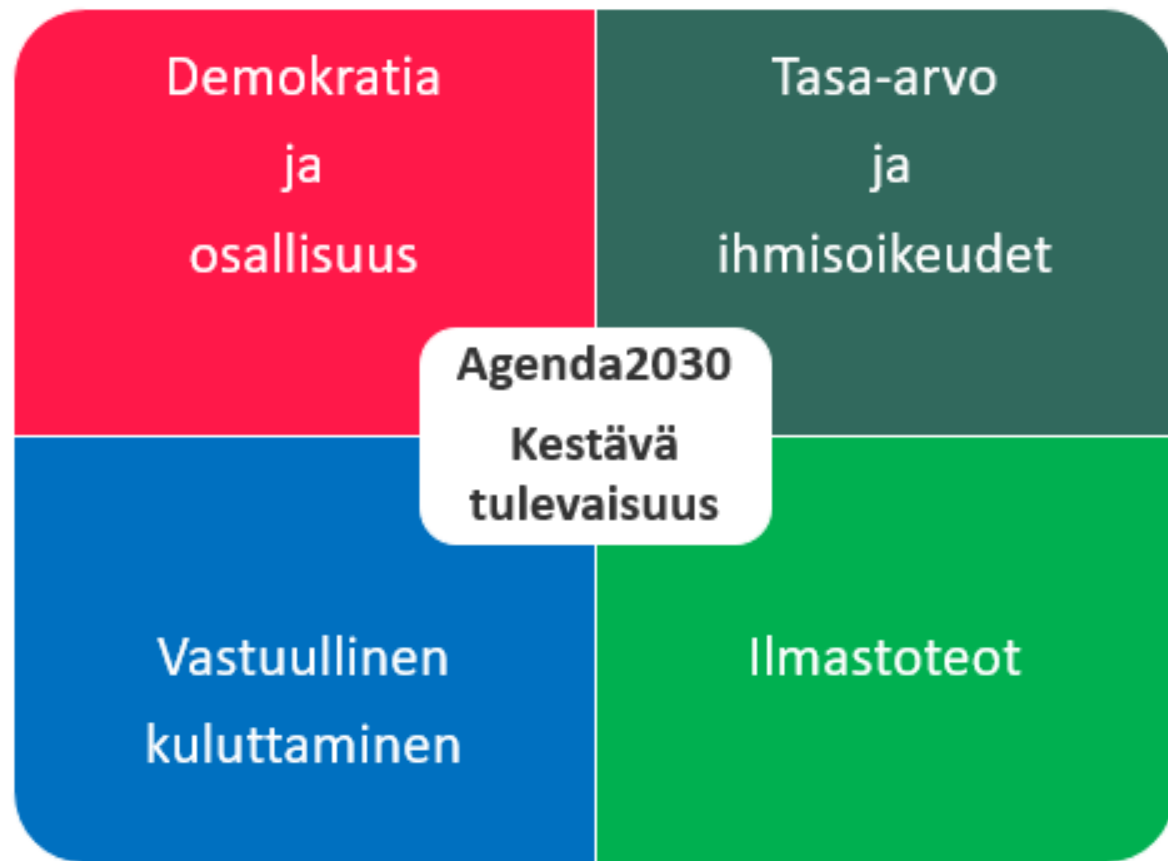 Demokratia
ja
osallisuus
Tasa-arvo
ja
ihmisoikeudet
Agenda2030
Kestävä
tulevaisuus
Vastuullinen
kuluttaminen
Ilmastoteot